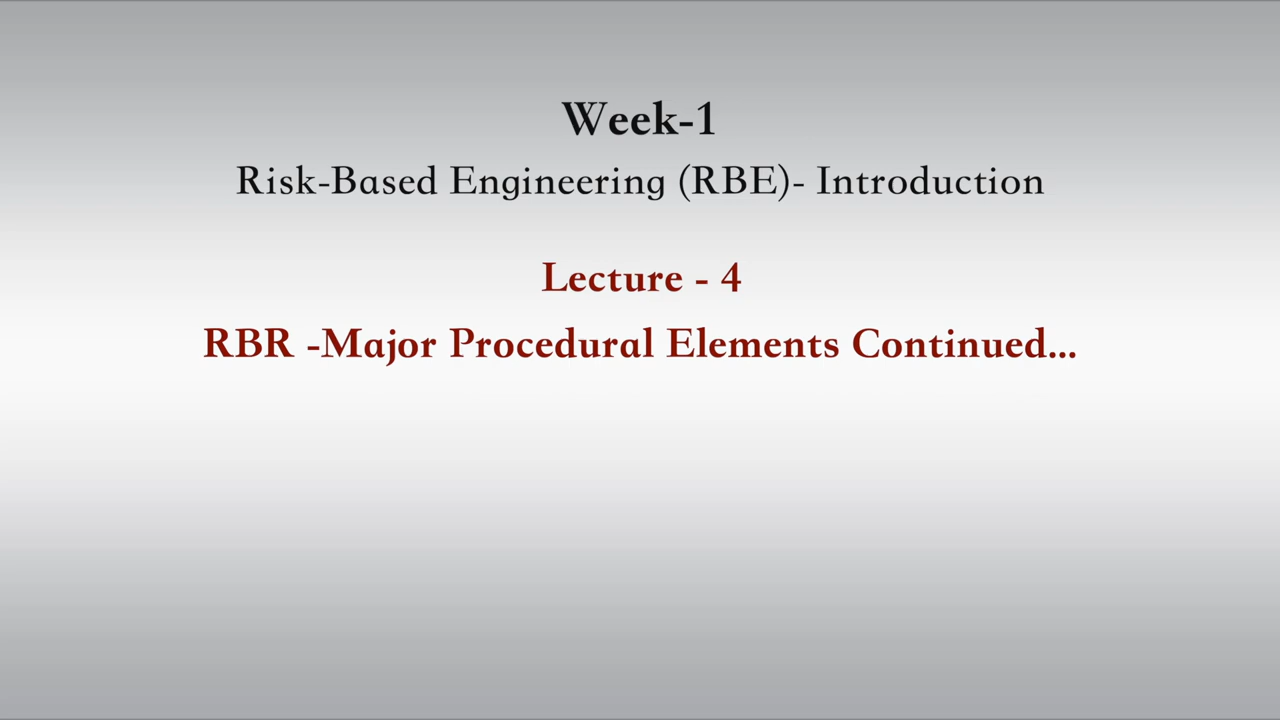 Week-1
Risk-Based Engineering (RBE)- Introduction
Lecture - 4
RBR -Major Procedural Elements Continued...